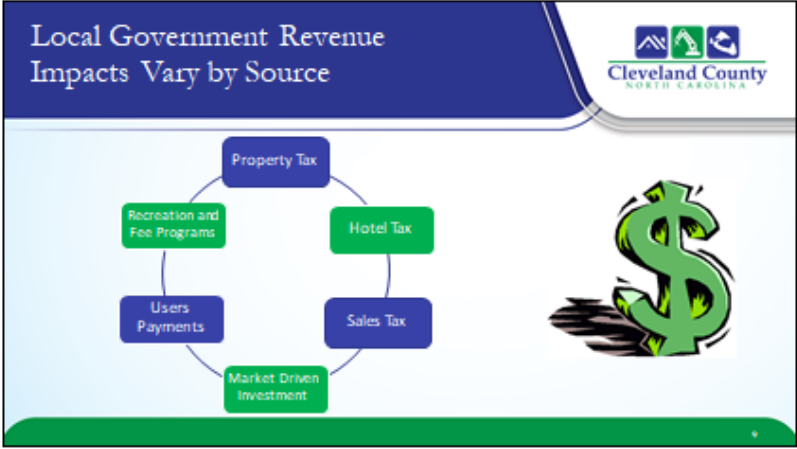 Local Government Revenue
Impacts Vary by Source
Cleveland County
NORTH CAROLINA
Property Tax
Hotel Tax
Sales Tax
Market Driven
Investment
Users
Payments
Recreation and
Fee Programs
9